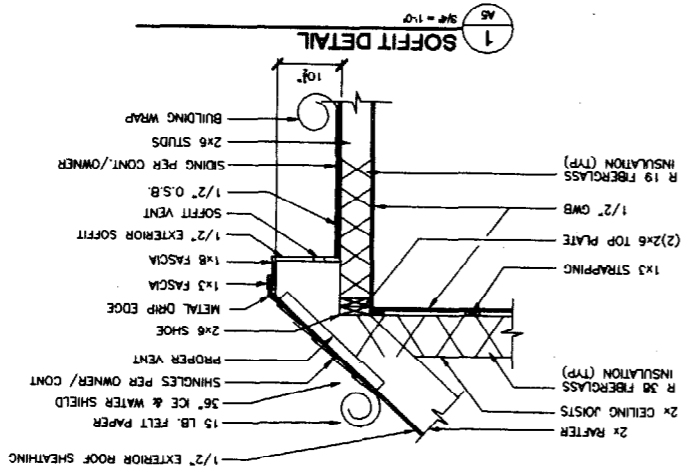 2x RAFTER
2x CEILING JOISTS
R 38 FIBERGLASS
INSULATION (TYP)
1x3 STRAPPING
(2)2x6 TOP PLATE
1/2" GWB
R 19 FIBERGLASS
INSULATION (TYP)
1/2" EXTERIOR ROOF SHEATHING
15 LB. FELT PAPER
36" ICE & WATER SHIELD
SHINGLES PER OWNER/ CONT
PROPER VENT
2x6 SHOE
METAL DRIP EDGE
1x3 FASCIA
1x8 FASCIA
1/2" EXTERIOR SOFFIT
SOFFIT VENT
1/2" O.S.B.
SIDING PER CONT./OWNER
2x6 STUDS
BUILDING WRAP
1
A5
SOFFIT DETAIL
3/4" = 1'-0"